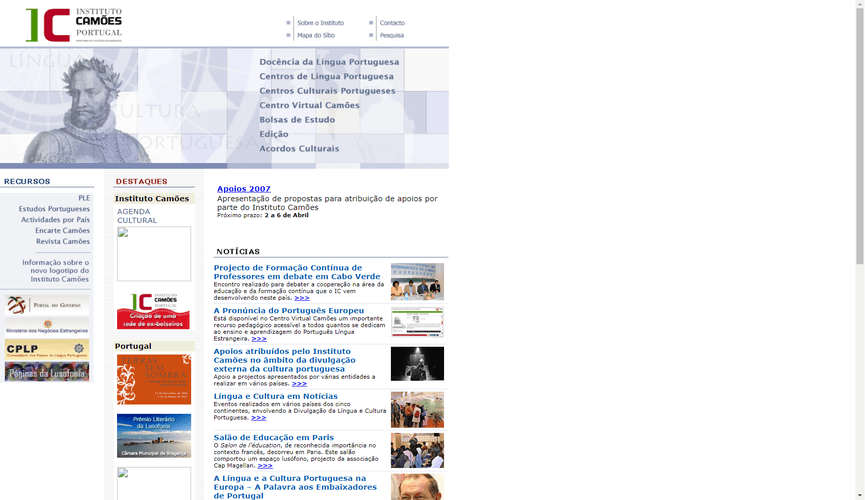 INSTITUTO
CAMÕES
PORTUGAL
Sobre o Instituto
Contacto
Mapa do Sítio
Pesquisa
LÍNGUA
CULTURA
PORTUGUESA
Docência da Língua Portuguesa
Centros de Língua Portuguesa
Centros Culturais Portugueses
Centro Virtual Camões
Bolsas de Estudo
Edição
Acordos Culturais
RECURSOS
PLE
Estudos Portugueses
Actividades por País
Encarte Camões
Revista Camões
Informação sobre o
novo logotipo do
Instituto Camões
PORTAL DO GOVERNO
Ministério dos Negócios Estrangeiros
CPLP
Comunidade dos Países de Língua Portuguesa
Páginas da Lusofonia
DESTAQUES
Instituto Camões
AGENDA
CULTURAL
INSTITUTO
CAMÕES
PORTUGAL
Criação de uma
rede de ex-bolseiros
Portugal
TERRAS
SEM
SOMBRA
Prémio Literário
da Lusofonia
Câmara Municipal de Bragança
Apoios 2007
Apresentação de propostas para atribuição de apoios por
parte do Instituto Camões
Próximo prazo: 2 a 6 de Abril
NOTÍCIAS
Projecto de Formação Contínua de
Professores em debate em Cabo Verde
Encontro realizado para debater a cooperação na área da
educação e da formação contínua que o IC vem
desenvolvendo neste país. >>>
A Pronúncia do Português Europeu
Está disponível no Centro Virtual Camões um importante
recurso pedagógico acessível a todos quantos se dedicam
ao ensino e aprendizagem do Português Língua
Estrangeira. >>>
Apoios atribuídos pelo Instituto
Camões no âmbito da divulgação
externa da cultura portuguesa
Apoio a projectos apresentados por várias entidades a
realizar em vários países. >>>
Língua e Cultura em Notícias
Eventos realizados em vários países dos cinco
continentes, envolvendo a Divulgação da Língua e Cultura
Portuguesa. >>>
Salão de Educação em Paris
O Salon de l'éducation, de reconhecida importância no
contexto francês, decorreu em Paris. Este salão
comportou um espaço lusófono, projecto da associação
Cap Magellan. >>>
A Língua e a Cultura Portuguesa na
Europa – A Palavra aos Embaixadores
de Portugal